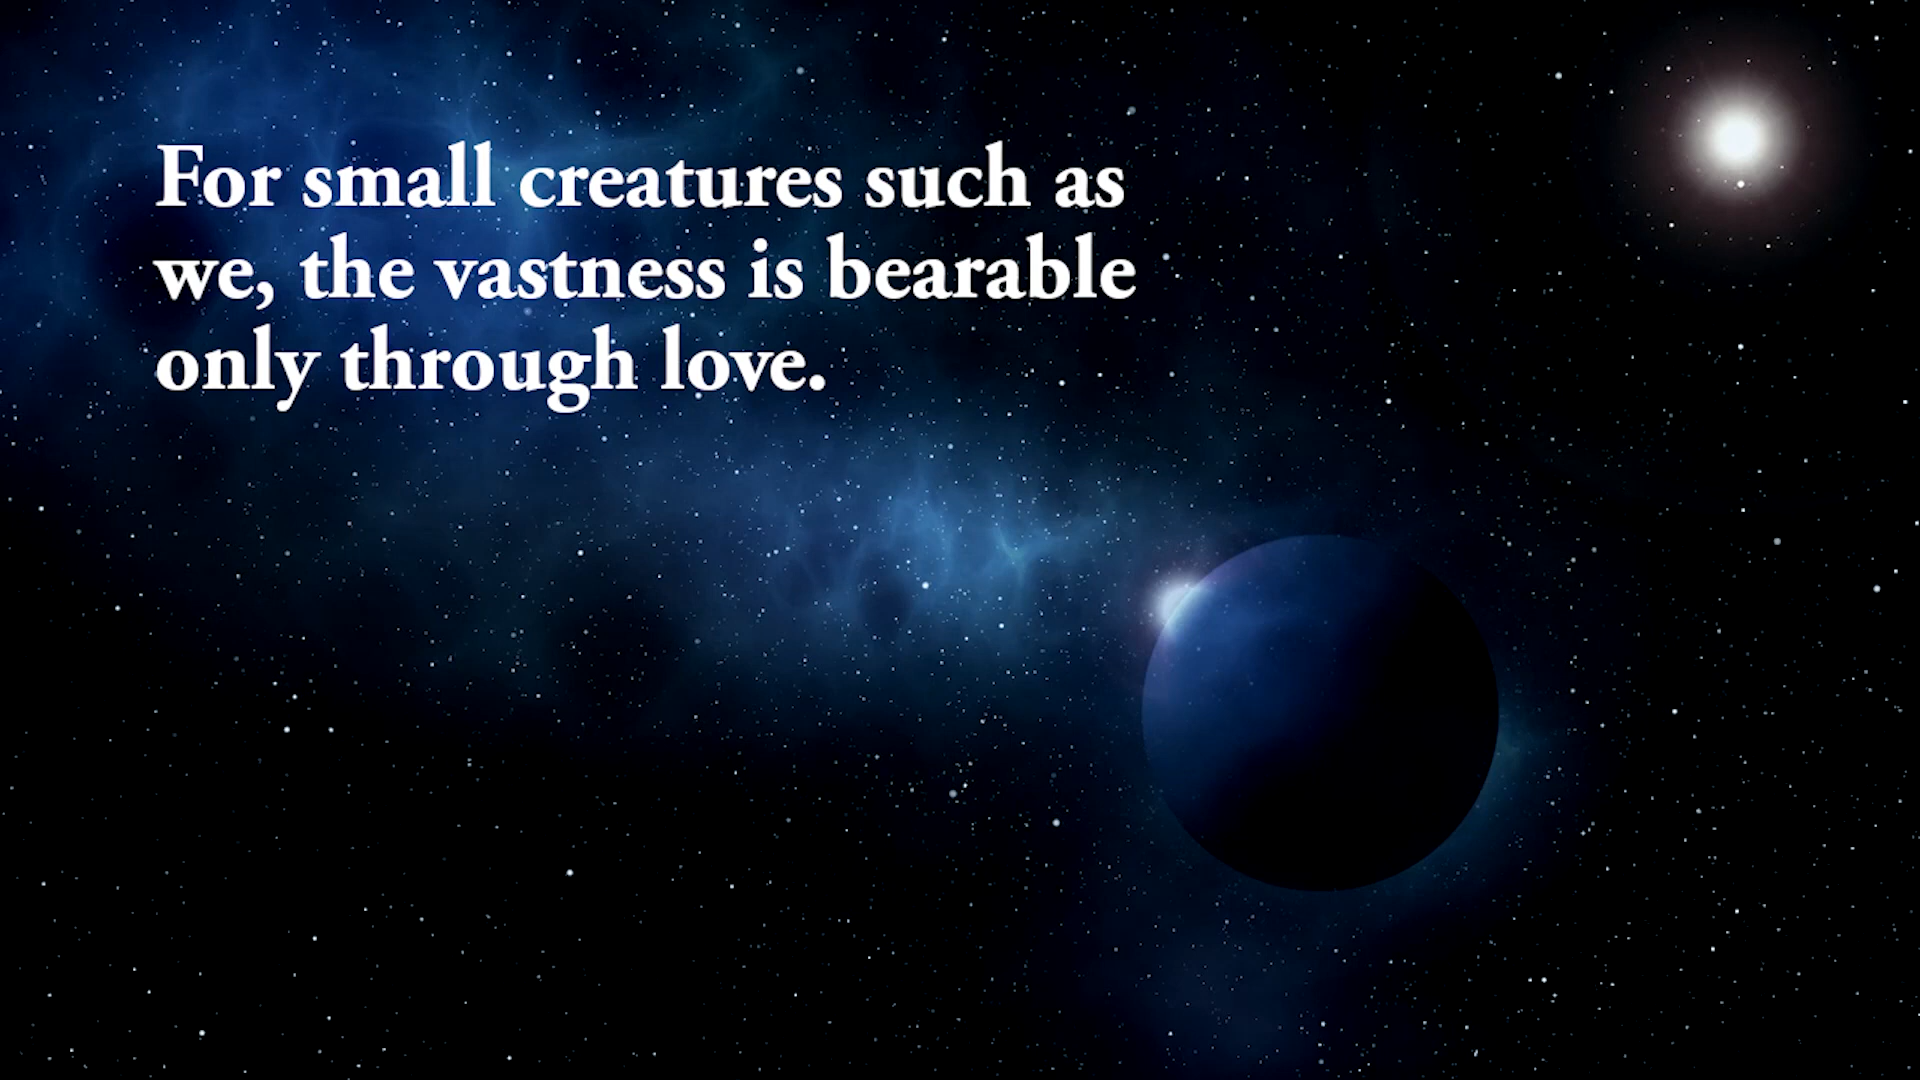 For small creatures such as
we, the vastness is bearable
only through love.